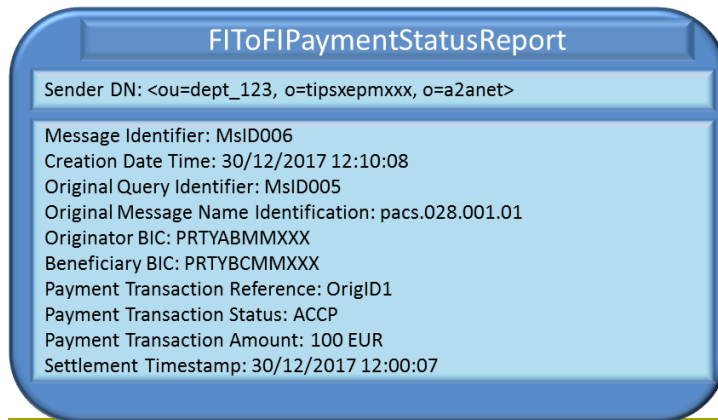 FIToFIPaymentStatusReport
Sender DN: <ou=dept_123, o=tipsxepmxxx, o=a2anet>
Message Identifier: MsID006
Creation Date Time: 30/12/2017 12:10:08
Original Query Identifier: MsID005
Original Message Name Identification: pacs.028.001.01
Originator BIC: PRTYABMMXXX
Beneficiary BIC: PRTYBCMMXXX
Payment Transaction Reference: OrigID1
Payment Transaction Status: ACCP
Payment Transaction Amount: 100 EUR
Settlement Timestamp: 30/12/2017 12:00:07